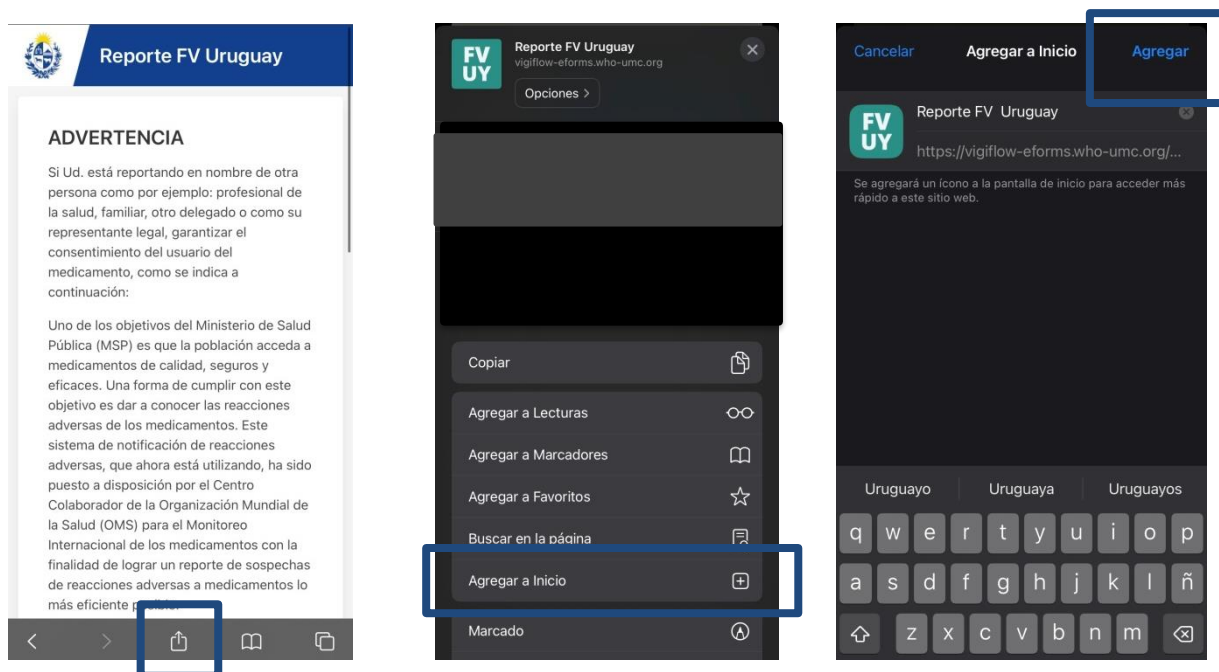 Reporte FV Uruguay
ADVERTENCIA
Si Ud. está reportando en nombre de otra
persona como por ejemplo: profesional de
la salud, familiar, otro delegado o como su
representante legal, garantizar el
consentimiento del usuario del
medicamento, como se indica a
continuación:
Uno de los objetivos del Ministerio de Salud
Pública (MSP) es que la población acceda a
medicamentos de calidad, seguros y
eficaces. Una forma de cumplir con este
objetivo es dar a conocer las reacciones
adversas de los medicamentos. Este
sistema de notificación de reacciones
adversas, que ahora está utilizando, ha sido
puesto a disposición por el Centro
Colaborador de la Organización Mundial de
la Salud (OMS) para el Monitoreo
Internacional de los medicamentos con la
finalidad de lograr un reporte de sospechas
de reacciones adversas a medicamentos lo
más eficiente
FV
UY
Reporte FV Uruguay
vigiflow-eforms.who-umc.org
Opciones >
Copiar
Agregar a Lecturas
Agregar a Marcadores
Agregar a Favoritos
Buscar en la página
Agregar a Inicio
Marcado
Cancelar
Agregar a Inicio
Agregar
FV
UY
Reporte FV Uruguay
https://vigiflow-eforms.who-umc.org/...
Se agregará un ícono a la pantalla de inicio para acceder más
rápido a este sitio web.
Uruguayo Uruguaya Uruguayos
q w e r t y u i o p
a s d f g h j k l ñ
z x c v b n m